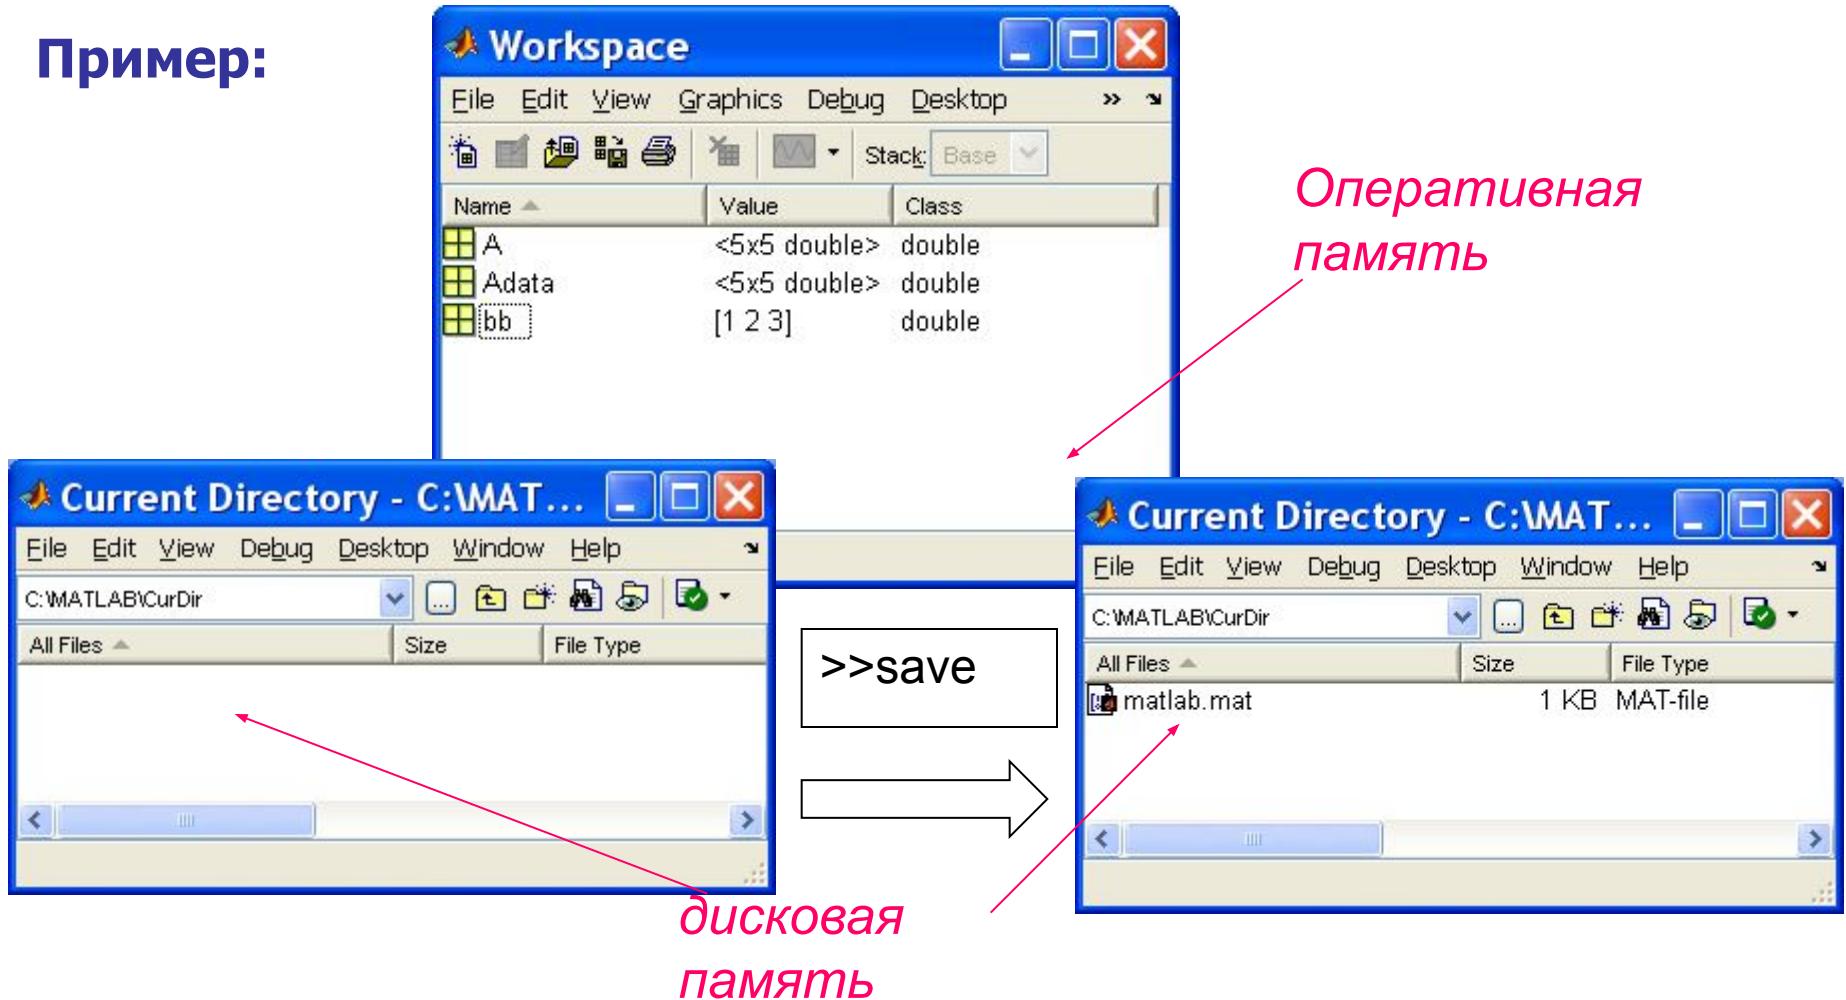 Пример:
Workspace
File Edit View Graphics Debug Desktop »
Stack: Base
Name Value Class
A <5x5 double> double
Adata <5x5 double> double
bb [1 2 3] double
Оперативная
память
Current Directory - C:\MAT...
File Edit View Debug Desktop Window Help
C:\MATLAB\CurDir
All Files Size File Type
>>save
Current Directory - C:\MAT...
File Edit View Debug Desktop Window Help
C:\MATLAB\CurDir
All Files Size File Type
matlab.mat 1 KB MAT-file
дисковая
память